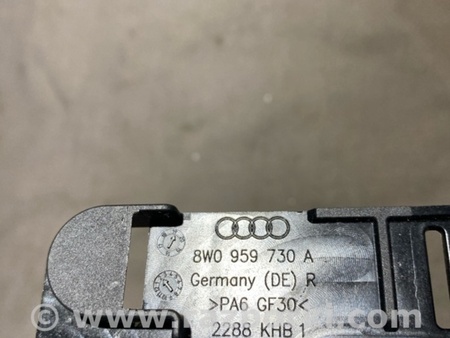 8W0 959 730 A
Germany (DE) R
>PA6 GF30<
2288 KHB 1